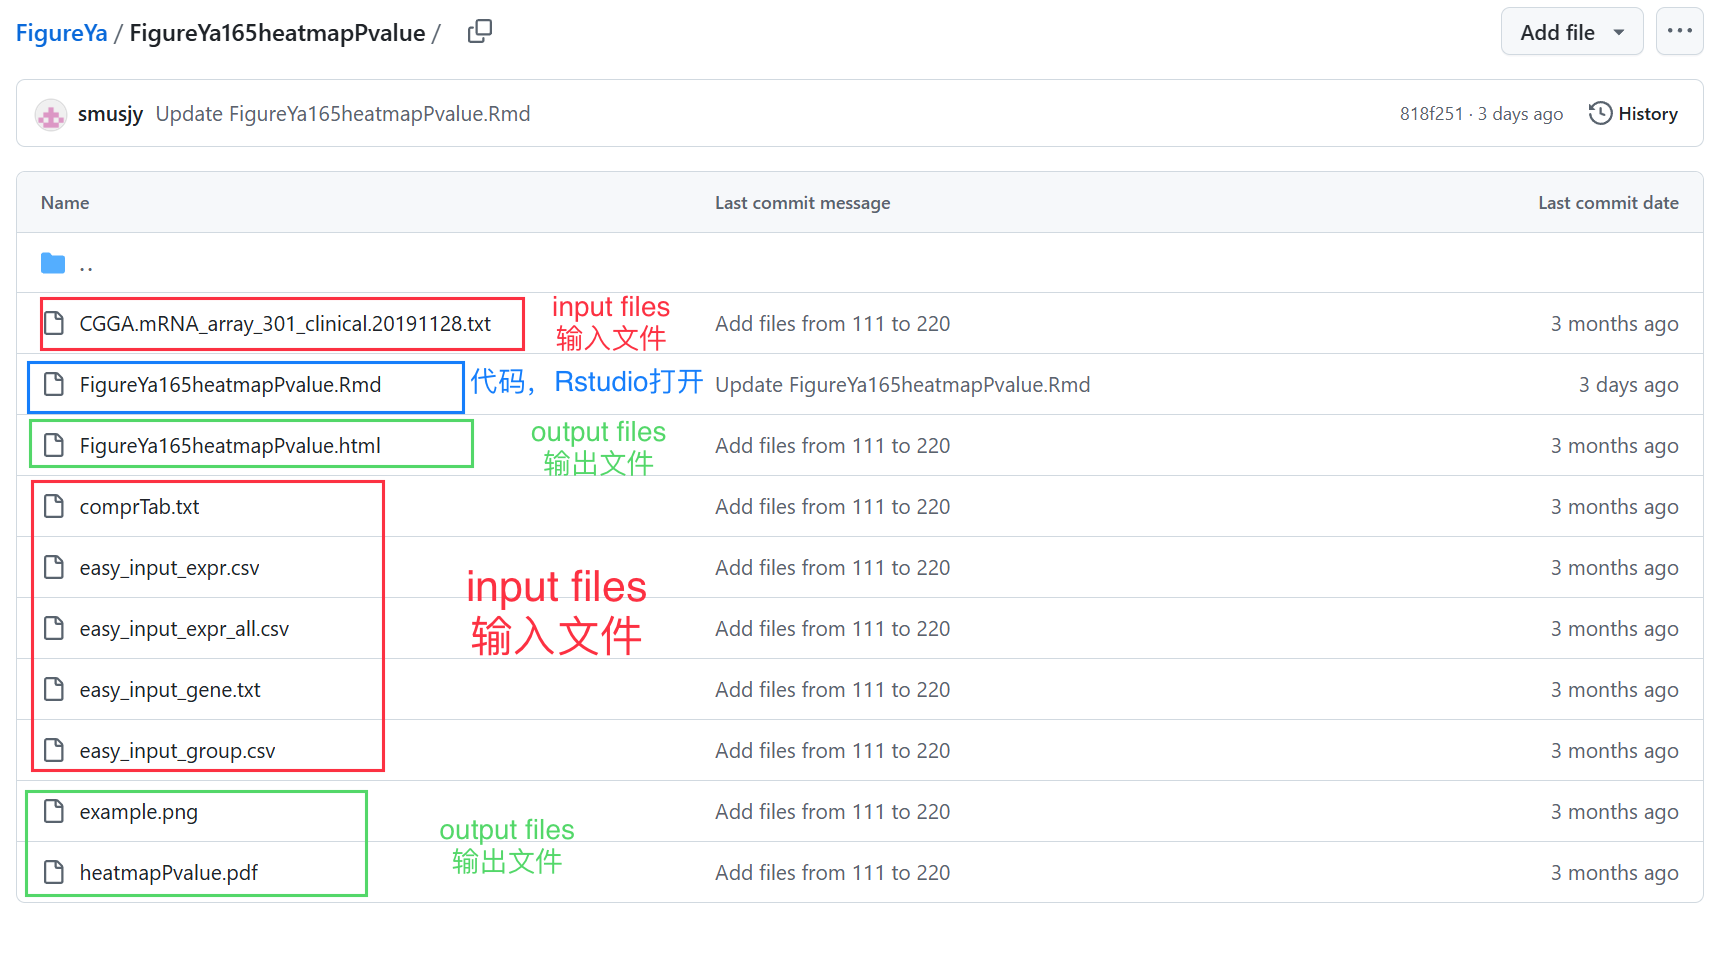 FigureYa / FigureYa165heatmapPvalue /
Add file
smusjy Update FigureYa165heatmapPvalue.Rmd
818f251 · 3 days ago
History
Name Last commit message Last commit date
..
CGGA.mRNA_array_301_clinical.20191128.txt
input files
输入文件
Add files from 111 to 220 3 months ago
FigureYa165heatmapPvalue.Rmd
代码，Rstudio打开
Update FigureYa165heatmapPvalue.Rmd 3 days ago
FigureYa165heatmapPvalue.html
output files
输出文件
Add files from 111 to 220 3 months ago
comprTab.txt Add files from 111 to 220 3 months ago
easy_input_expr.csv Add files from 111 to 220 3 months ago
input files
输入文件
easy_input_expr_all.csv Add files from 111 to 220 3 months ago
easy_input_gene.txt Add files from 111 to 220 3 months ago
easy_input_group.csv Add files from 111 to 220 3 months ago
example.png Add files from 111 to 220 3 months ago
output files
输出文件
heatmapPvalue.pdf Add files from 111 to 220 3 months ago